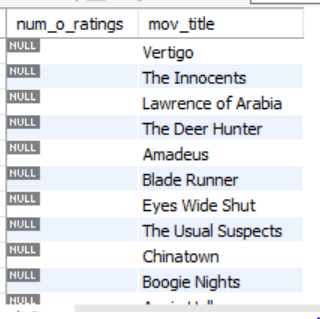 num_o_ratings mov_title
NULL Vertigo
NULL The Innocents
NULL Lawrence of Arabia
NULL The Deer Hunter
NULL Amadeus
NULL Blade Runner
NULL Eyes Wide Shut
NULL The Usual Suspects
NULL Chinatown
NULL Boogie Nights
NULL